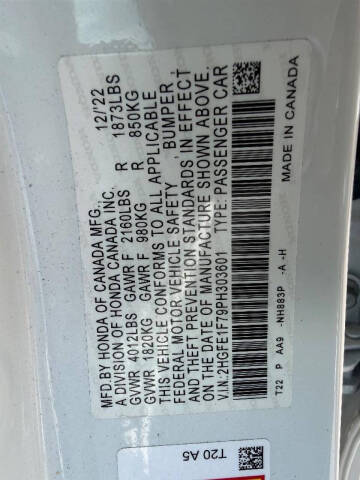 MFD.BY HONDA OF CANADA MFG., 12/'22
A DIVISION OF HONDA CANADA INC.
GVWR 4012LBS GAWR F 2160LBS R 1873LBS
GVWR 1820KG GAWR F 980KG R 850KG
THIS VEHICLE CONFORMS TO ALL APPLICABLE
FEDERAL MOTOR VEHICLE SAFETY, BUMPER,
AND THEFT PREVENTION STANDARDS IN EFFECT
ON THE DATE OF MANUFACTURE SHOWN ABOVE.
V.I.N.:2HGFE1F79PH303601 TYPE: PASSENGER CAR
T22 P AA9 -NH883P -A -H MADE IN CANADA
T20 A5